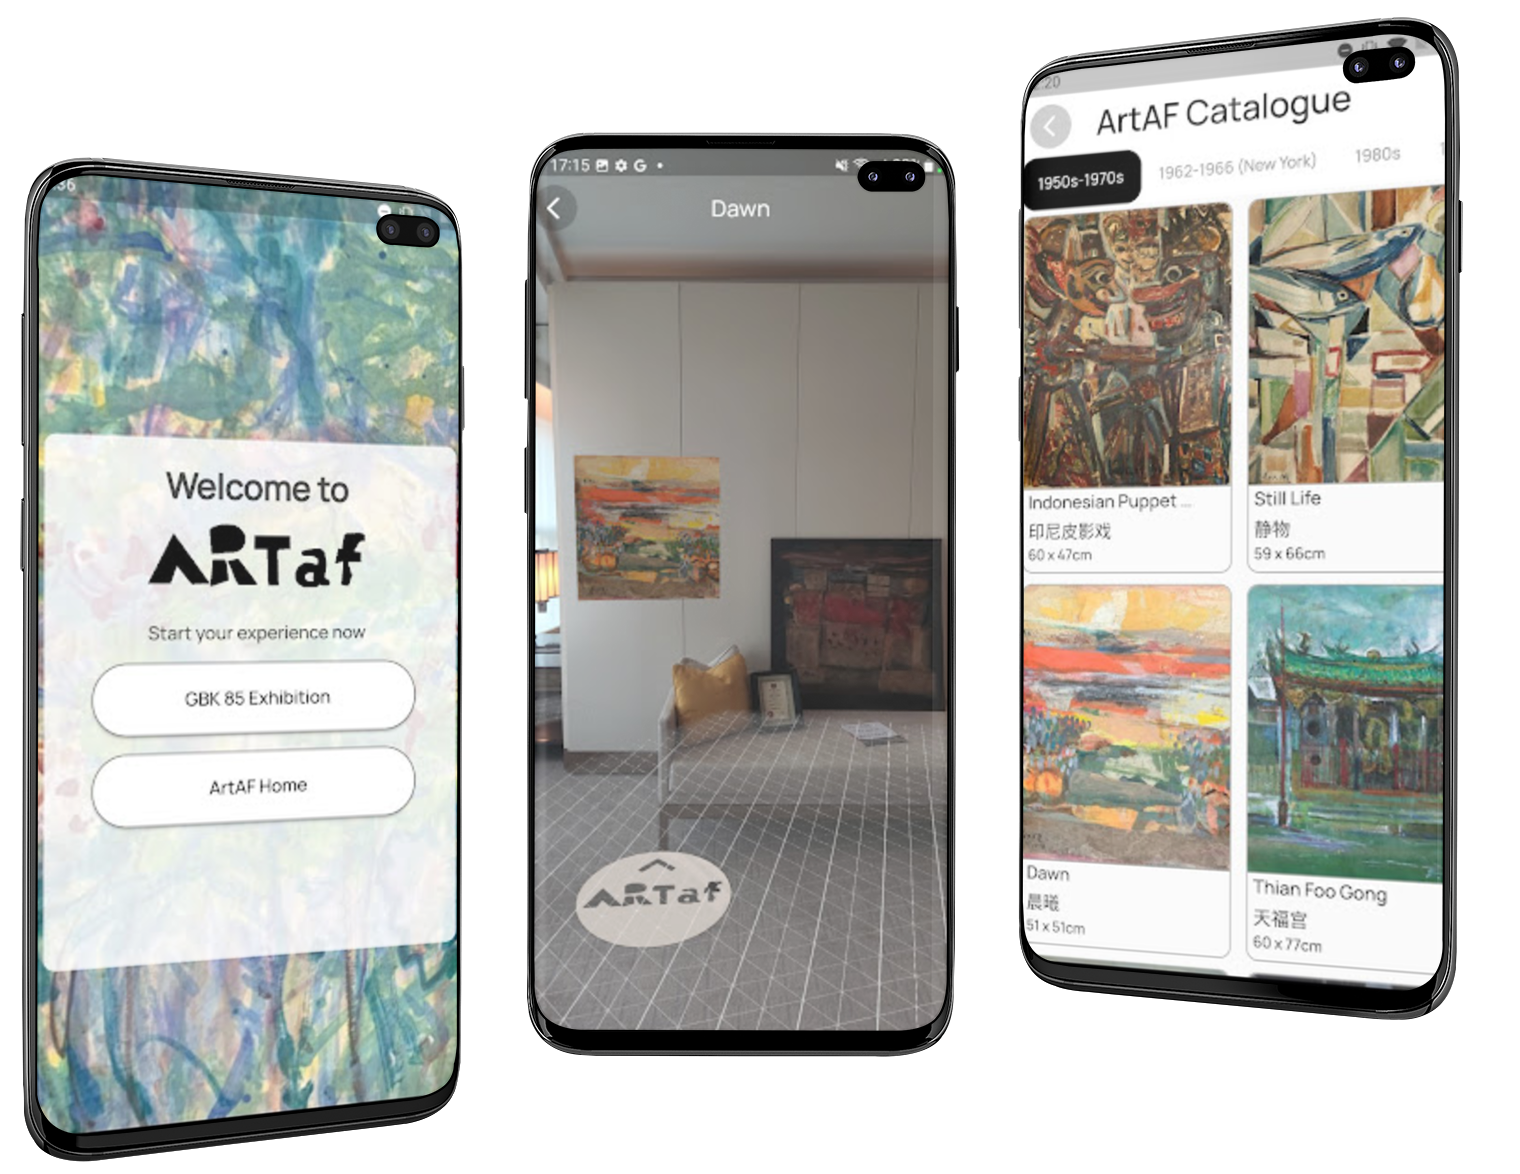 36
Welcome to
ARTaf
Start your experience now
GBK 85 Exhibition
ArtAF Home
17:15
Dawn
ARTaf
20
ArtAF Catalogue
1950s-1970s 1962-1966 (New York) 1980s
Indonesian Puppet ...
印尼皮影戏
60 x 47cm
Still Life
静物
59 x 66cm
Dawn
晨曦
51 x 51cm
Thian Foo Gong
天福宫
60 x 77cm